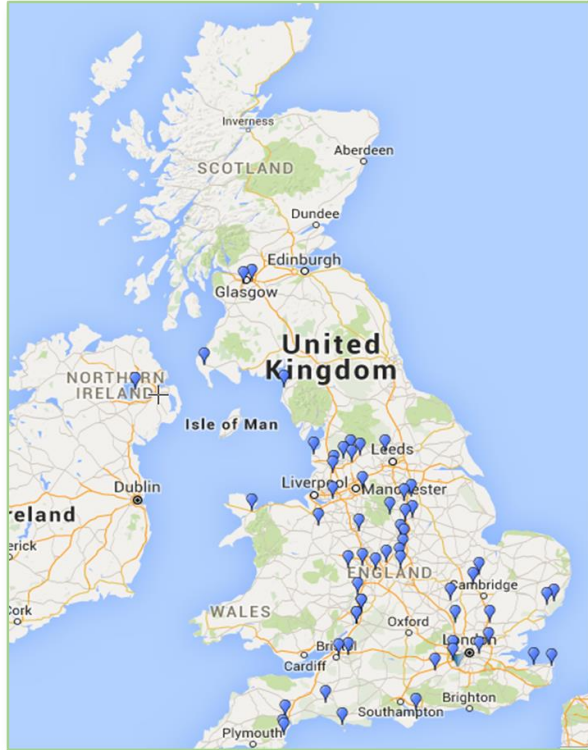 Inverness
Aberdeen
SCOTLAND
Dundee
Edinburgh
Glasgow
United
Kingdom
NORTHERN
IRELAND
Isle of Man
Leeds
Dublin
Liverpool
Manchester
reland
erick
ENGLAND
Cambridge
WALES
ork
Oxford
London
Bristol
Cardiff
Southampton
Brighton
Plymouth